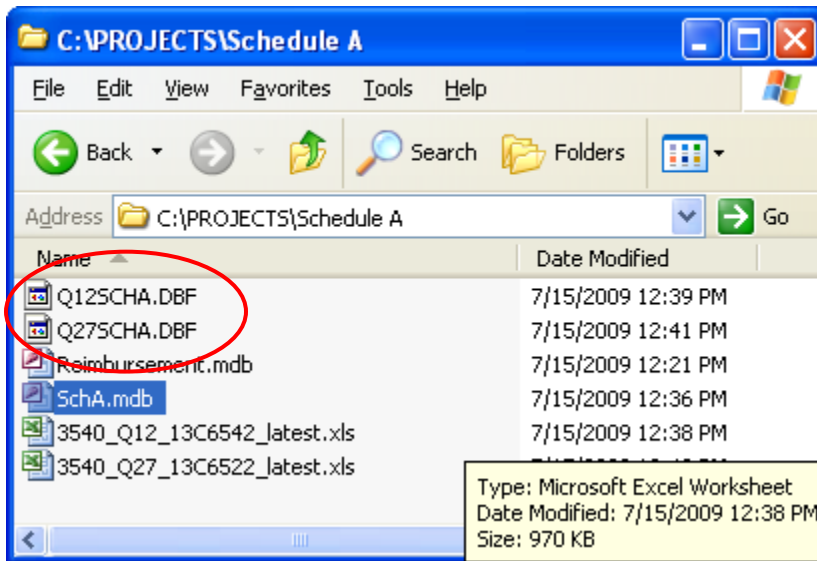 C:\PROJECTS\Schedule A
File Edit View Favorites Tools Help
Back Search Folders
Address C:\PROJECTS\Schedule A Go
Name Date Modified
Q12SCHA.DBF 7/15/2009 12:39 PM
Q27SCHA.DBF 7/15/2009 12:41 PM
Reimbursement.mdb 7/15/2009 12:21 PM
SchA.mdb 7/15/2009 12:36 PM
3540_Q12_13C6542_latest.xls 7/15/2009 12:38 PM
3540_Q27_13C6522_latest.xls
Type: Microsoft Excel Worksheet
Date Modified: 7/15/2009 12:38 PM
Size: 970 KB